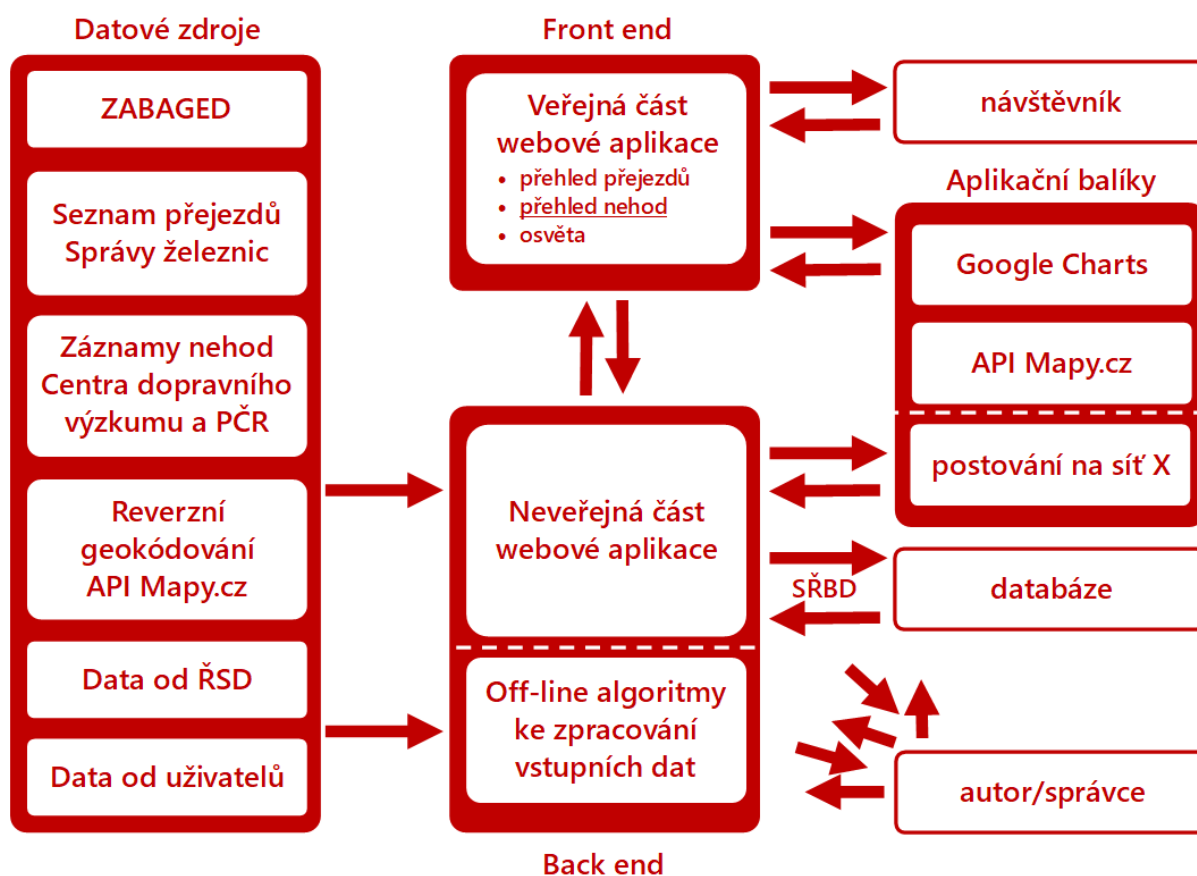 Datové zdroje
ZABAGED
Seznam přejezdů
Správy železnic
Záznamy nehod
Centra dopravního
výzkumu a PČR
Reverzní
geokódování
API Mapy.cz
Data od ŘSD
Data od uživatelů
Front end
Veřejná část
webové aplikace
• přehled přejezdů
• přehled nehod
• osvěta
Neveřejná část
webové aplikace
Off-line algoritmy
ke zpracování
vstupních dat
Back end
návštěvník
Aplikační balíky
Google Charts
API Mapy.cz
postování na síť X
SŘBD
databáze
autor/správce